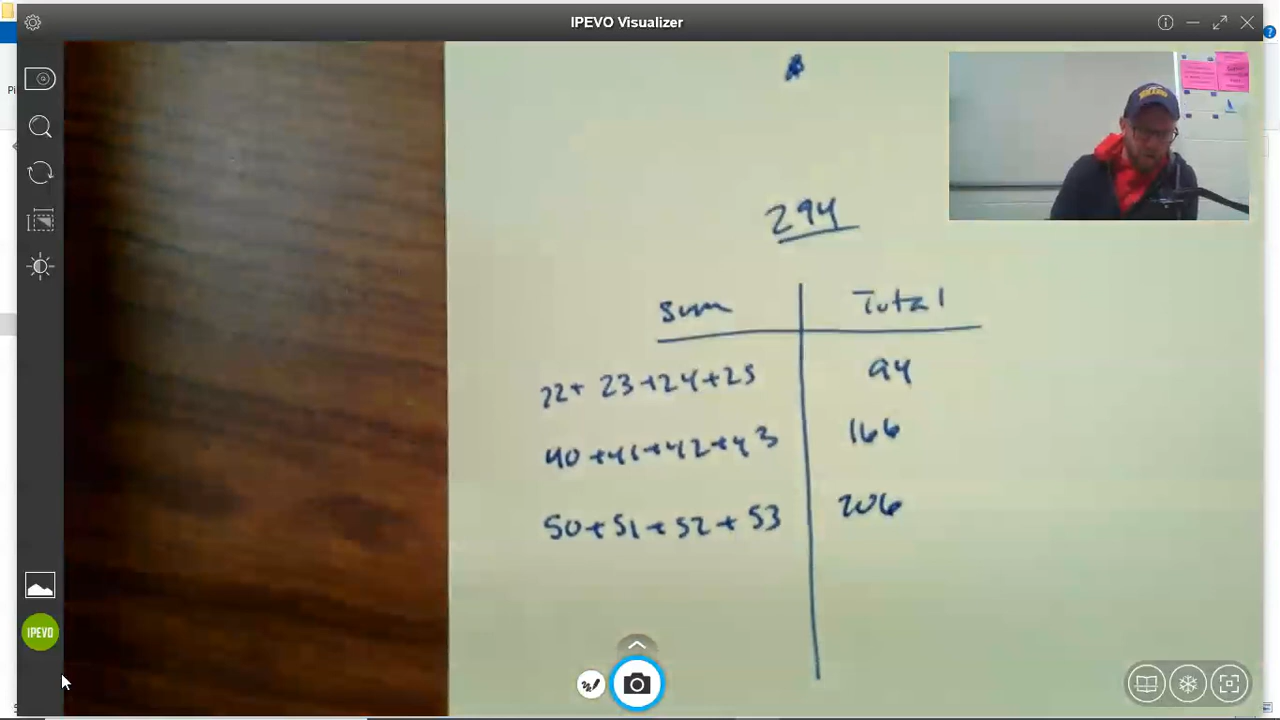 IPEVO Visualizer
294
Sum Total
22+ 23+24+25 94
40+41+42+43 166
50+51+52+53 206
IPEVO